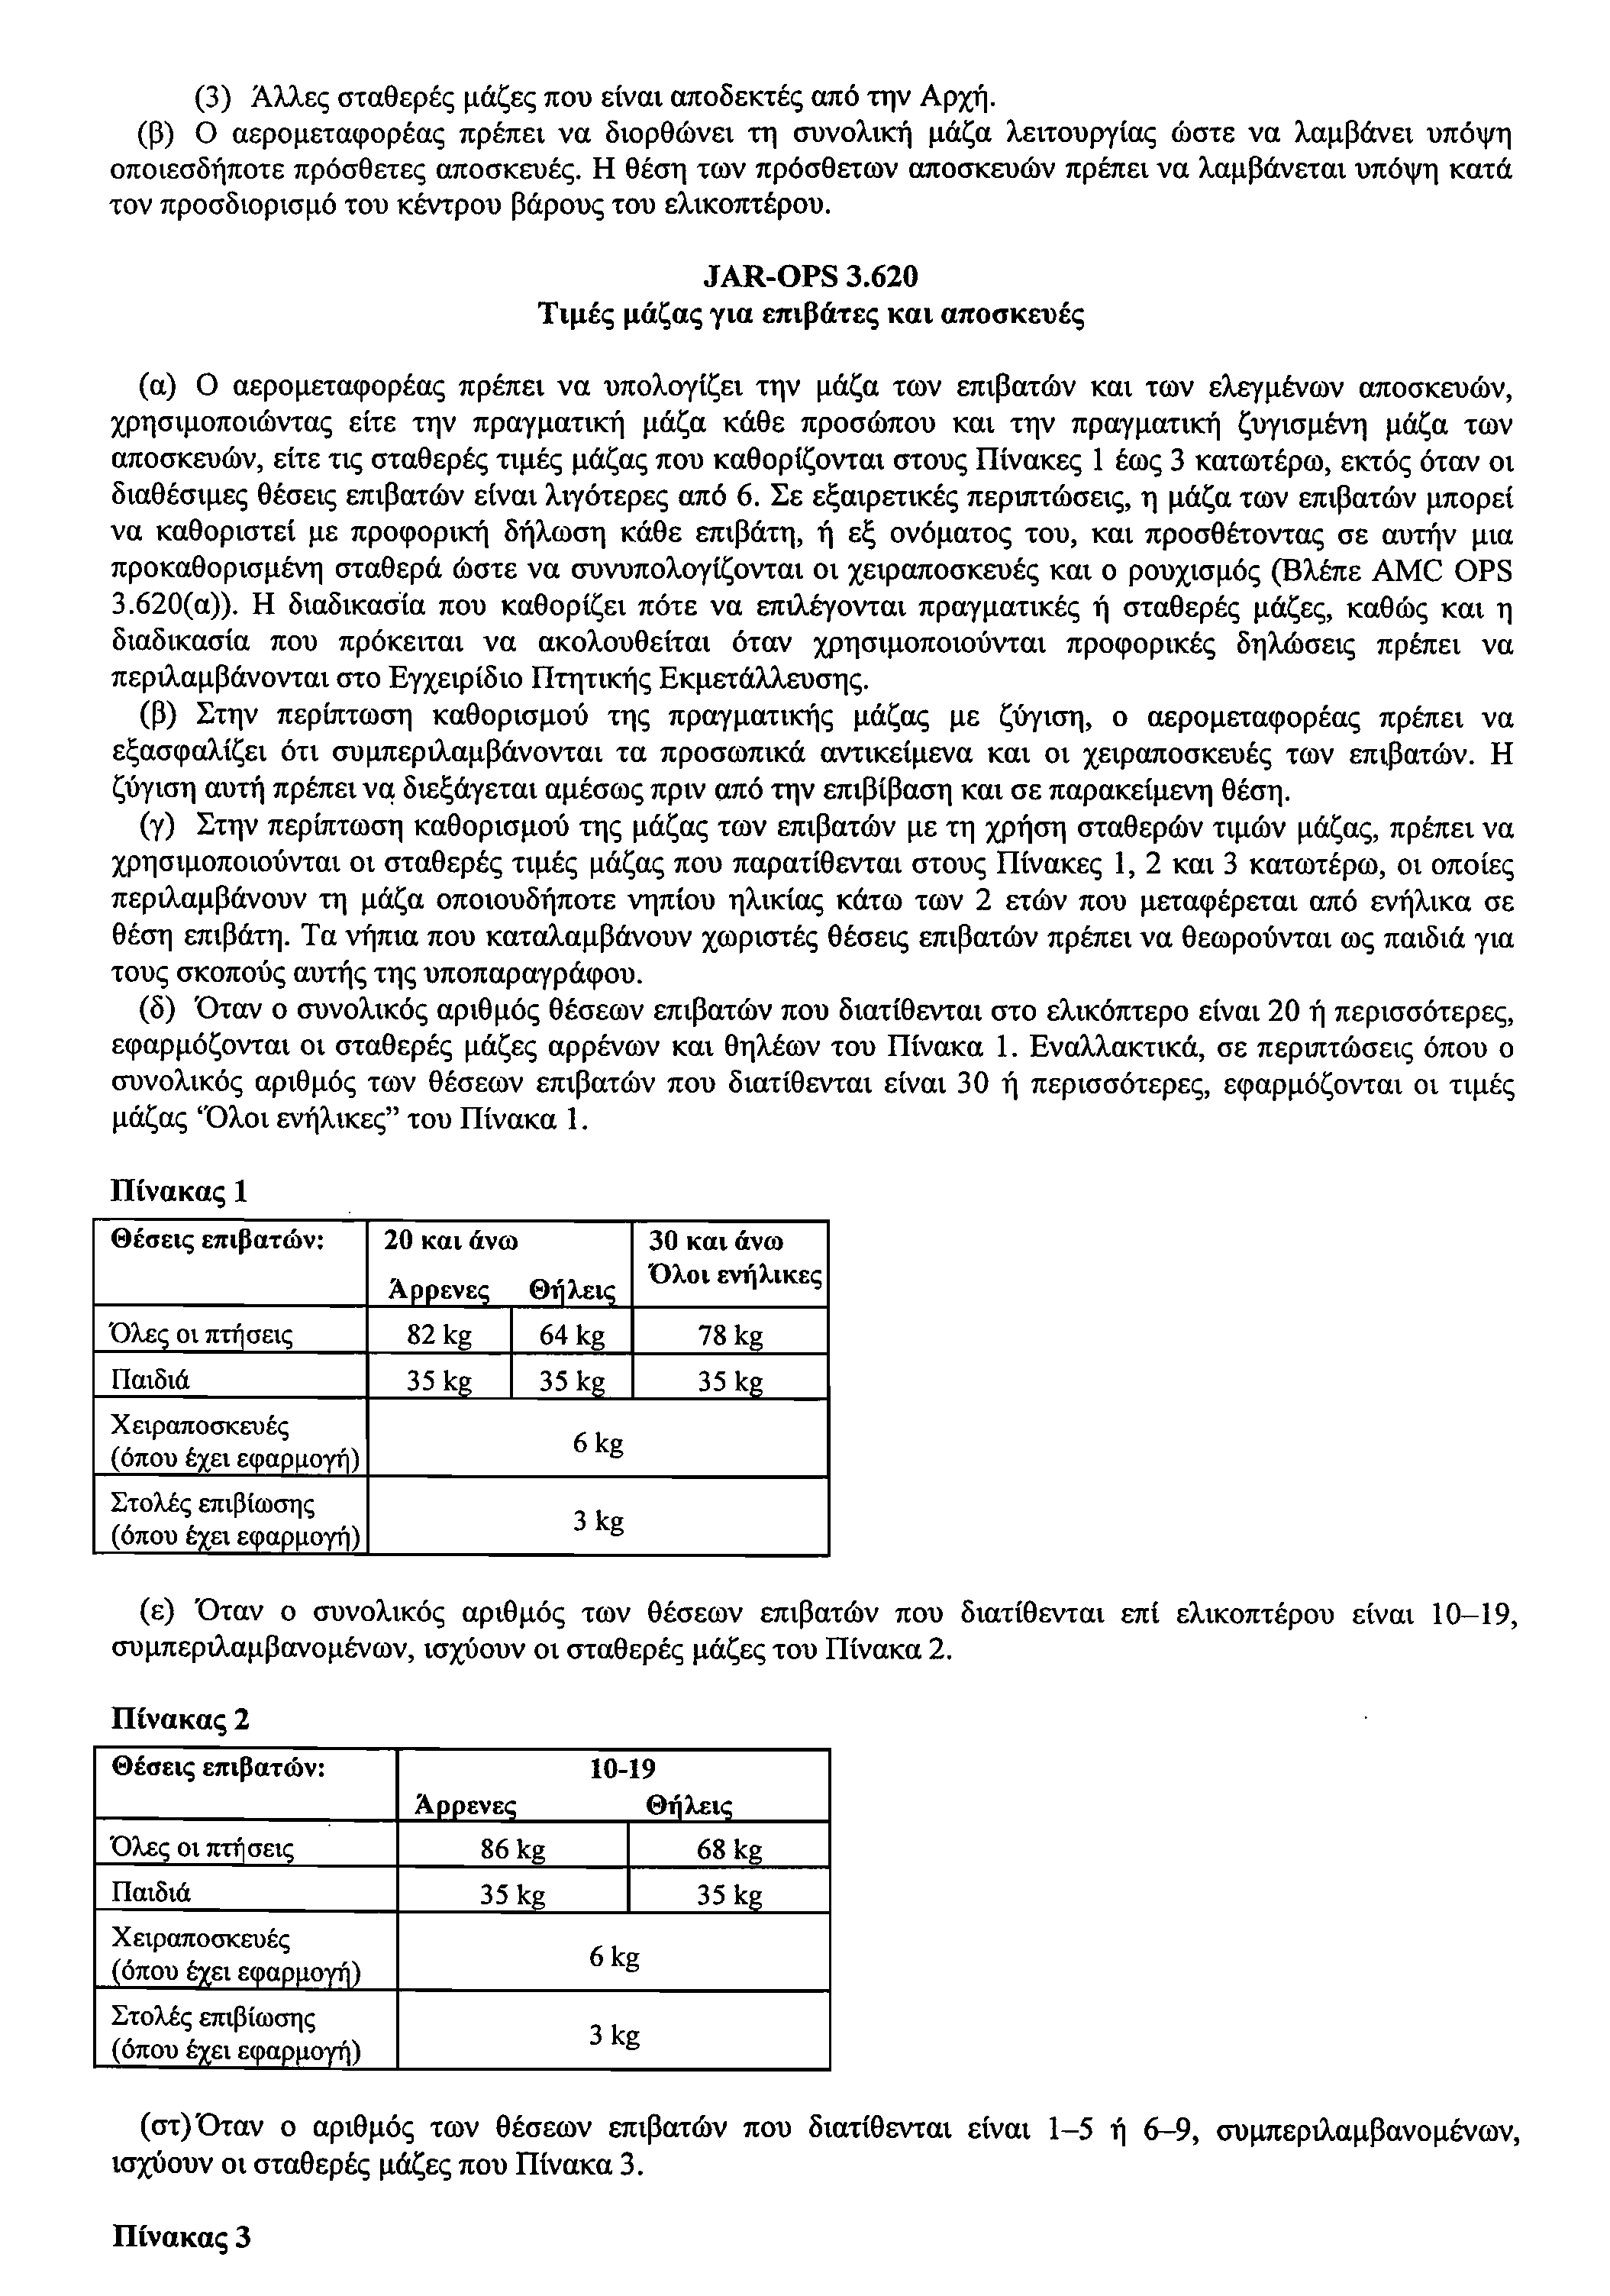 (3) Άλλες σταθερές μάζες που είναι αποδεκτές από την Αρχή.
(β) Ο αερομεταφορέας πρέπει να διορθώνει τη συνολική μάζα λειτουργίας ώστε να λαμβάνει υπόψη
οποιεσδήποτε πρόσθετες αποσκευές. Η θέση των πρόσθετων αποσκευών πρέπει να λαμβάνεται υπόψη κατά
τον προσδιορισμό του κέντρου βάρους του ελικοπτέρου.
JAR-OPS 3.620
Τιμές μάζας για επιβάτες και αποσκευές
(α) Ο αερομεταφορέας πρέπει να υπολογίζει την μάζα των επιβατών και των ελεγμένων αποσκευών,
χρησιμοποιώντας είτε την πραγματική μάζα κάθε προσώπου και την πραγματική ζυγισμένη μάζα των
αποσκευών, είτε τις σταθερές τιμές μάζας που καθορίζονται στους Πίνακες 1 έως 3 κατωτέρω, εκτός όταν οι
διαθέσιμες θέσεις επιβατών είναι λιγότερες από 6. Σε εξαιρετικές περιπτώσεις, η μάζα των επιβατών μπορεί
να καθοριστεί με προφορική δήλωση κάθε επιβάτη, ή εξ ονόματος του, και προσθέτοντας σε αυτήν μια
προκαθορισμένη σταθερά ώστε να συνυπολογίζονται οι χειραποσκευές και ο ρουχισμός (Βλέπε AMC OPS
3.620(α)). Η διαδικασία που καθορίζει πότε να επιλέγονται πραγματικές ή σταθερές μάζες, καθώς και η
διαδικασία που πρόκειται να ακολουθείται όταν χρησιμοποιούνται προφορικές δηλώσεις πρέπει να
περιλαμβάνονται στο Εγχειρίδιο Πτητικής Εκμετάλλευσης.
(β) Στην περίπτωση καθορισμού της πραγματικής μάζας με ζύγιση, ο αερομεταφορέας πρέπει να
εξασφαλίζει ότι συμπεριλαμβάνονται τα προσωπικά αντικείμενα και οι χειραποσκευές των επιβατών. Η
ζύγιση αυτή πρέπει να διεξάγεται αμέσως πριν από την επιβίβαση και σε παρακείμενη θέση.
(γ) Στην περίπτωση καθορισμού της μάζας των επιβατών με τη χρήση σταθερών τιμών μάζας, πρέπει να
χρησιμοποιούνται οι σταθερές τιμές μάζας που παρατίθενται στους Πίνακες 1, 2 και 3 κατωτέρω, οι οποίες
περιλαμβάνουν τη μάζα οποιουδήποτε νηπίου ηλικίας κάτω των 2 ετών που μεταφέρεται από ενήλικα σε
θέση επιβάτη. Τα νήπια που καταλαμβάνουν χωριστές θέσεις επιβατών πρέπει να θεωρούνται ως παιδιά για
τους σκοπούς αυτής της υποπαραγράφου.
(δ) Όταν ο συνολικός αριθμός θέσεων επιβατών που διατίθενται στο ελικόπτερο είναι 20 ή περισσότερες,
εφαρμόζονται οι σταθερές μάζες αρρένων και θηλέων του Πίνακα 1. Εναλλακτικά, σε περιπτώσεις όπου ο
συνολικός αριθμός των θέσεων επιβατών που διατίθενται είναι 30 ή περισσότερες, εφαρμόζονται οι τιμές
μάζας ‘Όλοι ενήλικες” του Πίνακα 1.
Πίνακας 1
Θέσεις επιβατών: 20 και άνω 30 και άνω
Άρρενες Θήλεις Όλοι ενήλικες
Όλες οι πτήσεις 82 kg 64 kg 78 kg
Παιδιά 35 kg 35 kg 35 kg
Χειραποσκευές
(όπου έχει εφαρμογή) 6 kg
Στολές επιβίωσης
(όπου έχει εφαρμογή) 3 kg
(ε) Όταν ο συνολικός αριθμός των θέσεων επιβατών που διατίθενται επί ελικοπτέρου είναι 10–19,
συμπεριλαμβανομένων, ισχύουν οι σταθερές μάζες του Πίνακα 2.
Πίνακας 2
Θέσεις επιβατών: 10-19
Άρρενες Θήλεις
Όλες οι πτήσεις 86 kg 68 kg
Παιδιά 35 kg 35 kg
Χειραποσκευές
(όπου έχει εφαρμογή) 6 kg
Στολές επιβίωσης
(όπου έχει εφαρμογή) 3 kg
(στ) Όταν ο αριθμός των θέσεων επιβατών που διατίθενται είναι 1–5 ή 6–9, συμπεριλαμβανομένων,
ισχύουν οι σταθερές μάζες που Πίνακα 3.
Πίνακας 3